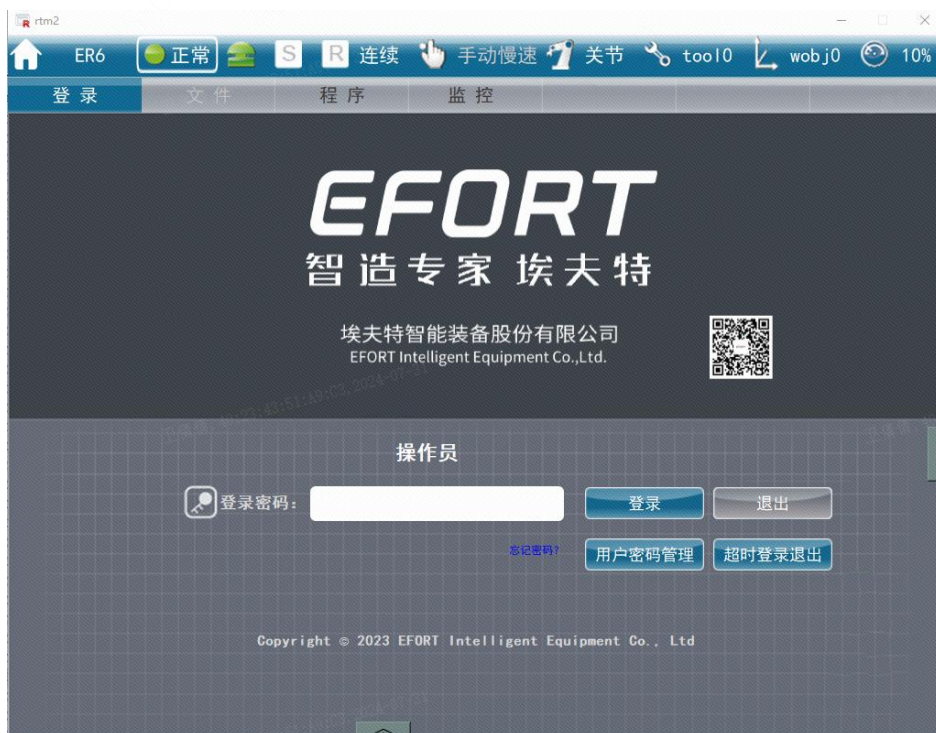 rtm2
ER6 正常 S R 连续 手动慢速 关节 tool0 wobj0 10%
登录 文件 程序 监控
EFORT
智造专家 埃夫特
埃夫特智能装备股份有限公司
EFORT Intelligent Equipment Co.,Ltd.
操作员
登录密码: 登录 退出
忘记密码? 用户密码管理 超时登录退出
Copyright © 2023 EFORT Intelligent Equipment Co., Ltd